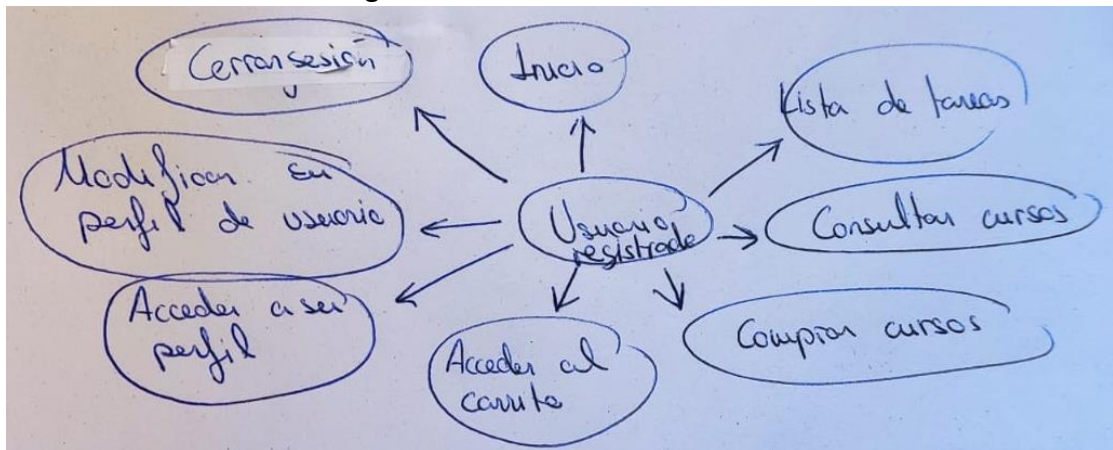 Cerrar sesión
Inicio
Lista de tareas
Modificar su
perfil de usuario
Usuario
registrado
Consultar cursos
Acceder a su
perfil
Acceder al
carrito
Comprar cursos